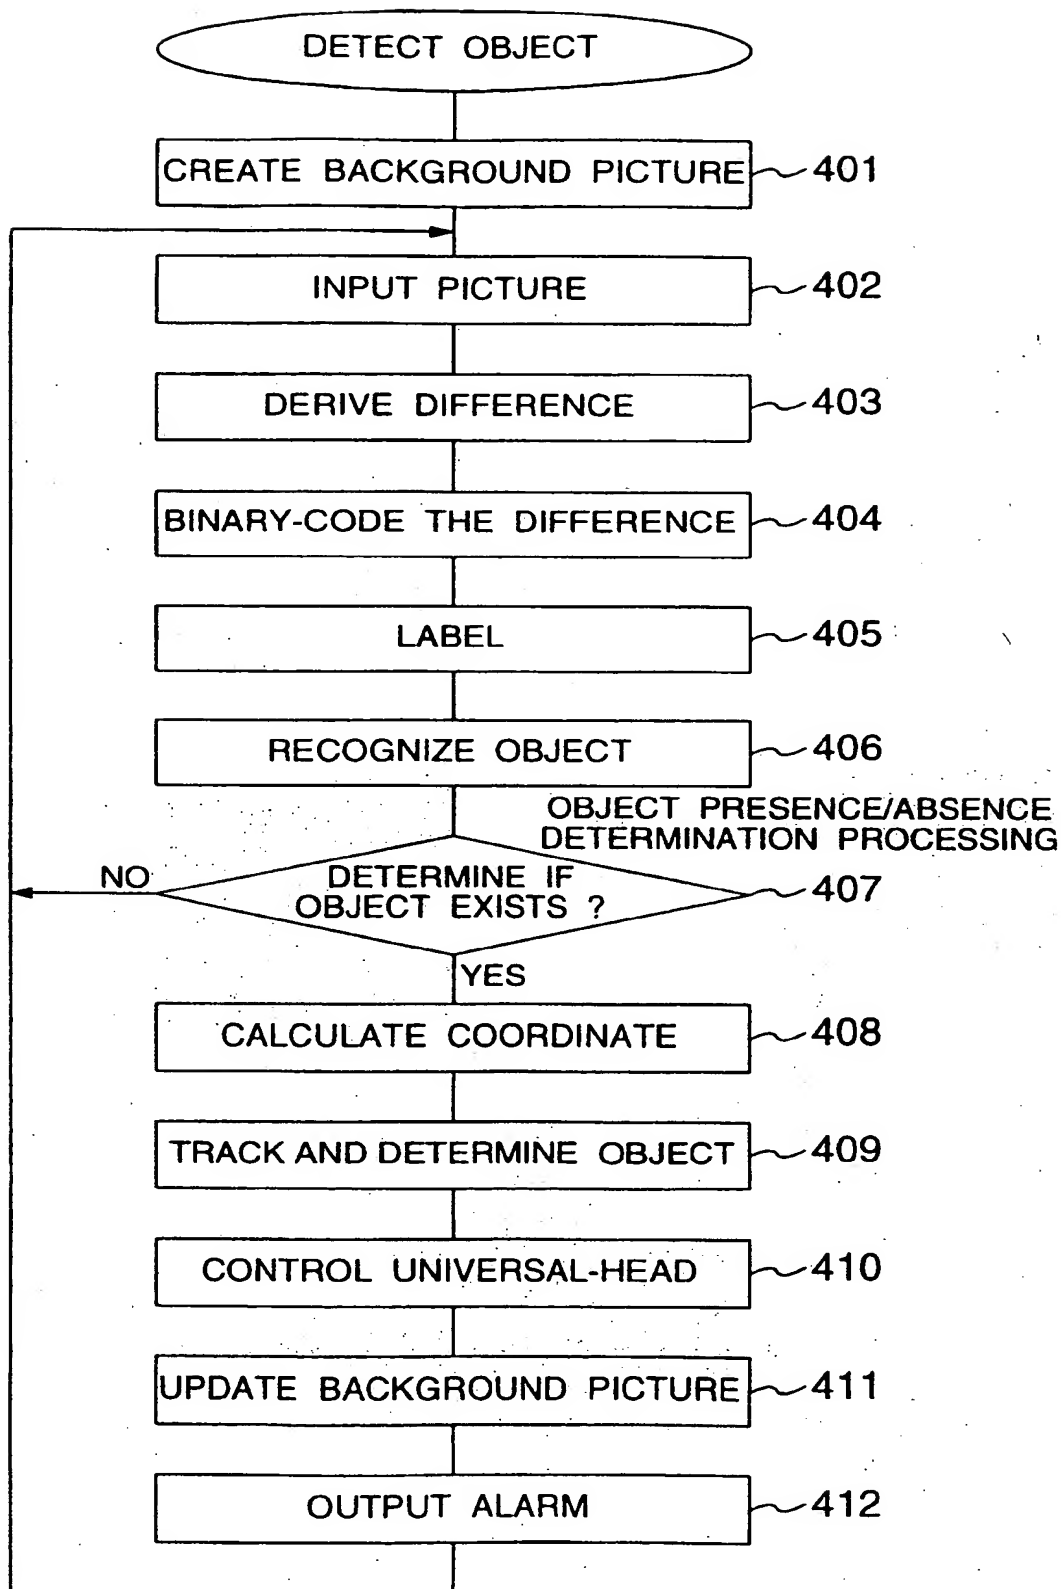 DETECT OBJECT
CREATE BACKGROUND PICTURE 401
INPUT PICTURE 402
DERIVE DIFFERENCE 403
BINARY-CODE THE DIFFERENCE 404
LABEL 405
RECOGNIZE OBJECT 406
OBJECT PRESENCE/ABSENCE
DETERMINATION PROCESSING
NO
DETERMINE IF
OBJECT EXISTS ?
407
YES
CALCULATE COORDINATE 408
TRACK AND DETERMINE OBJECT 409
CONTROL UNIVERSAL-HEAD 410
UPDATE BACKGROUND PICTURE 411
OUTPUT ALARM 412